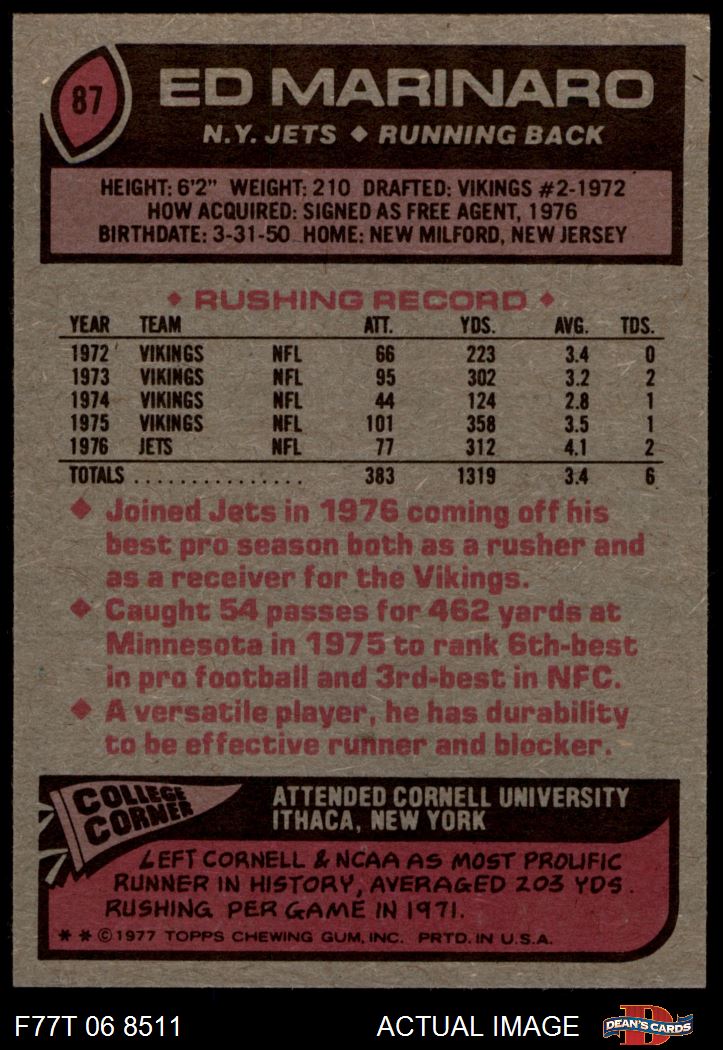 87
ED MARINARO
N.Y. JETS ♦ RUNNING BACK
HEIGHT: 6'2" WEIGHT: 210 DRAFTED: VIKINGS #2-1972
HOW ACQUIRED: SIGNED AS FREE AGENT, 1976
BIRTHDATE: 3-31-50 HOME: NEW MILFORD, NEW JERSEY
♦ RUSHING RECORD ♦
YEAR TEAM ATT. YDS. AVG. TDS.
1972 VIKINGS NFL 66 223 3.4 0
1973 VIKINGS NFL 95 302 3.2 2
1974 VIKINGS NFL 44 124 2.8 1
1975 VIKINGS NFL 101 358 3.5 1
1976 JETS NFL 77 312 4.1 2
TOTALS ................ 383 1319 3.4 6
♦ Joined Jets in 1976 coming off his
best pro season both as a rusher and
as a receiver for the Vikings.
♦ Caught 54 passes for 462 yards at
Minnesota in 1975 to rank 6th-best
in pro football and 3rd-best in NFC.
♦ A versatile player, he has durability
to be effective runner and blocker.
COLLEGE
CORNER
ATTENDED CORNELL UNIVERSITY
ITHACA, NEW YORK
LEFT CORNELL & NCAA AS MOST PROLIFIC
RUNNER IN HISTORY, AVERAGED 203 YDS.
RUSHING PER GAME IN 1971.
** ©1977 TOPPS CHEWING GUM, INC. PRTD. IN U.S.A.
F77T 06 8511 ACTUAL IMAGE
D
DEAN'S CARDS